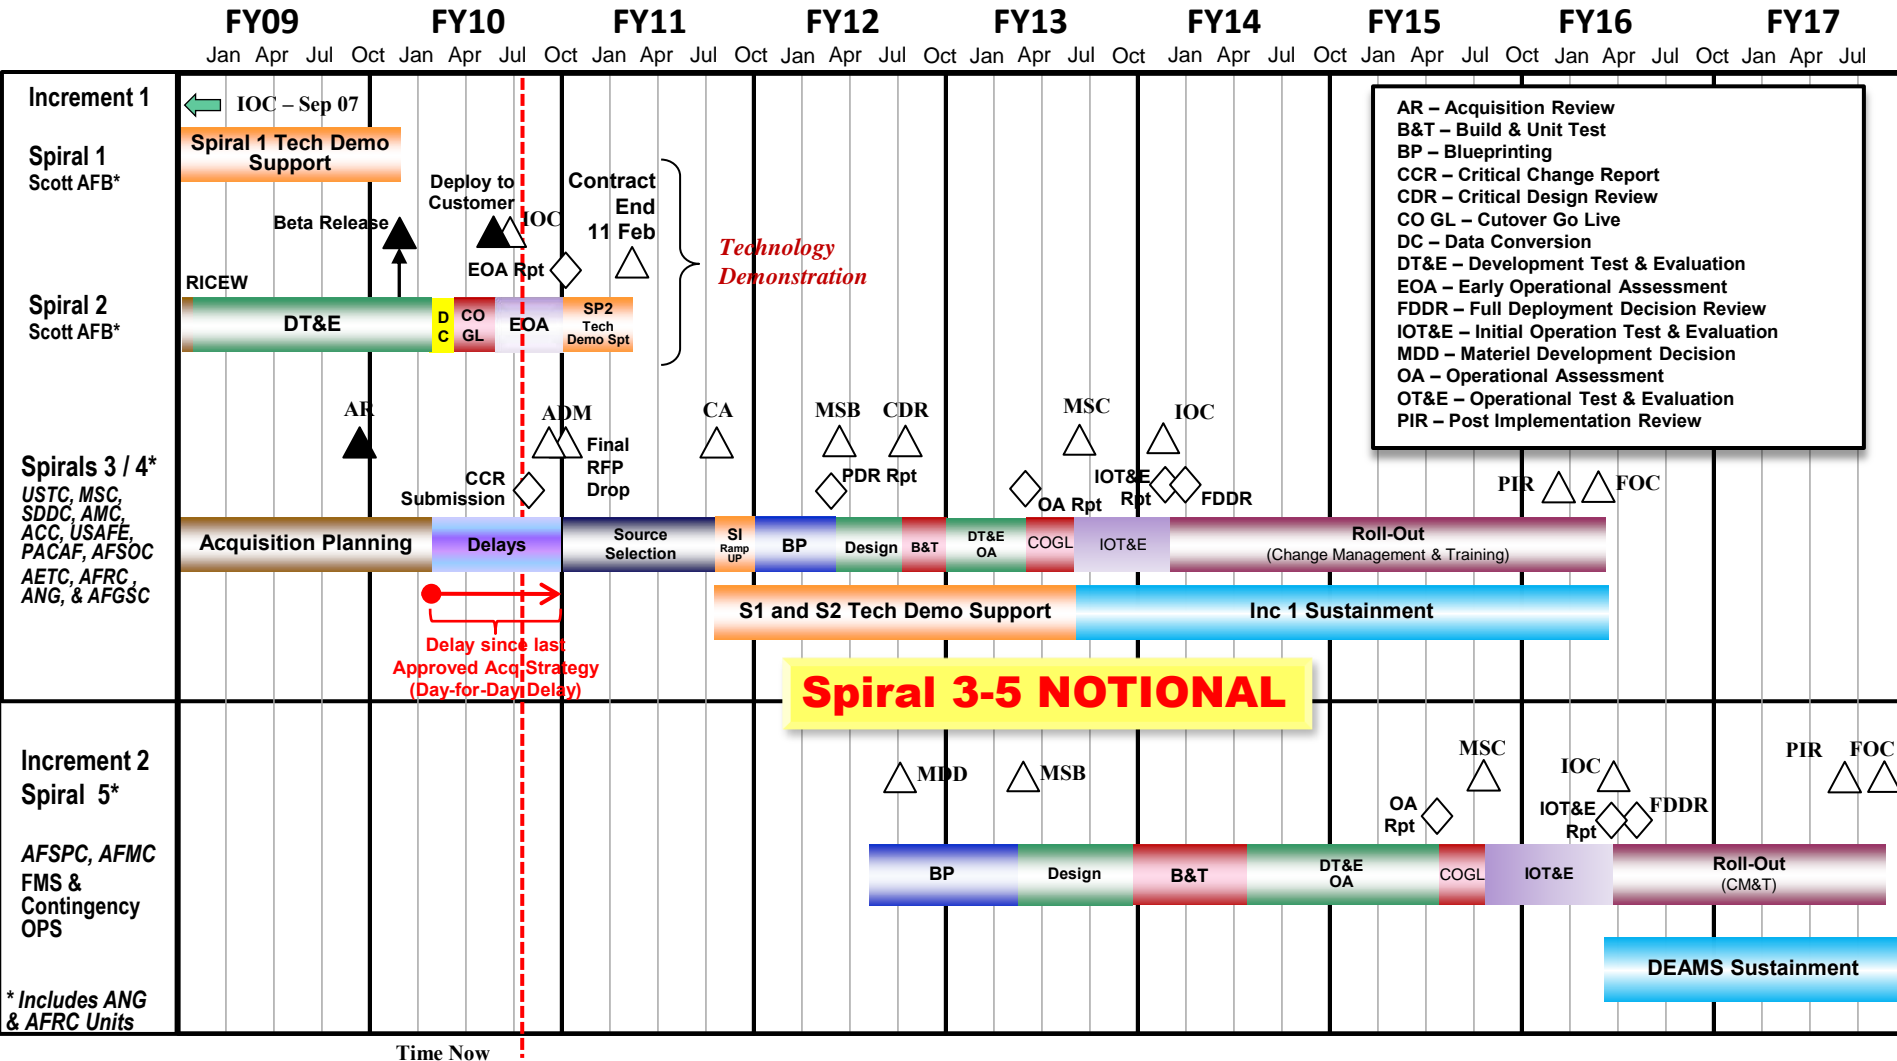 FY09 FY10 FY11 FY12 FY13 FY14 FY15 FY16 FY17
Jan Apr Jul Oct Jan Apr Jul Oct Jan Apr Jul Oct Jan Apr Jul Oct Jan Apr Jul Oct Jan Apr Jul Oct Jan Apr Jul Oct Jan Apr Jul Oct Jan Apr Jul
Increment 1
IOC – Sep 07
Spiral 1
Scott AFB*
Spiral 1 Tech Demo
Support
Beta Release
Deploy to
Customer
IOC
EOA Rpt
Contract
End
11 Feb
Technology
Demonstration
Spiral 2
Scott AFB*
RICEW
DT&E
D
C
CO
GL
EOA
SP2
Tech
Demo Spt
AR – Acquisition Review
B&T – Build & Unit Test
BP – Blueprinting
CCR – Critical Change Report
CDR – Critical Design Review
CO GL – Cutover Go Live
DC – Data Conversion
DT&E – Development Test & Evaluation
EOA – Early Operational Assessment
FDDR – Full Deployment Decision Review
IOT&E – Initial Operation Test & Evaluation
MDD – Materiel Development Decision
OA – Operational Assessment
OT&E – Operational Test & Evaluation
PIR – Post Implementation Review
Spirals 3 / 4*
USTC, MSC,
SDDC, AMC,
ACC, USAFE,
PACAF, AFSOC
AETC, AFRC ,
ANG, & AFGSC
AR
ADM
CA
MSB
CDR
MSC
IOC
CCR
Submission
Final
RFP
Drop
PDR Rpt
OA Rpt
IOT&E
Rpt
FDDR
PIR
FOC
Acquisition Planning
Delays
Source
Selection
SI
Ramp
UP
BP
Design
B&T
DT&E
OA
COGL
IOT&E
Roll-Out
(Change Management & Training)
S1 and S2 Tech Demo Support
Inc 1 Sustainment
Delay since last
Approved Acq Strategy
(Day-for-Day Delay)
Spiral 3-5 NOTIONAL
Increment 2
Spiral 5*
AFSPC, AFMC
FMS &
Contingency
OPS
MDD
MSB
MSC
IOC
PIR
FOC
OA
Rpt
IOT&E
Rpt
FDDR
BP
Design
B&T
DT&E
OA
COGL
IOT&E
Roll-Out
(CM&T)
DEAMS Sustainment
* Includes ANG
& AFRC Units
Time Now